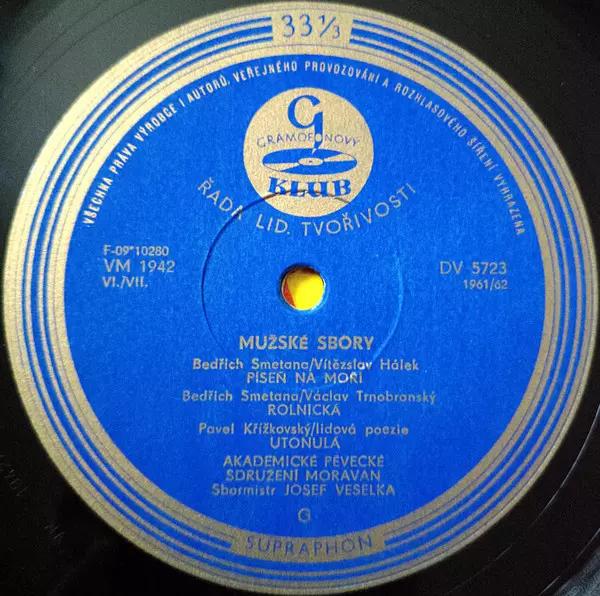 33⅓
VŠECHNA PRÁVA VÝROBCE I AUTORŮ, VEŘEJNÉHO PROVOZOVÁNÍ A ROZHLASOVÉHO ŠÍŘENÍ VYHRAZENA
G
GRAMOFONOVÝ
KLUB
ŘADA LID. TVOŘIVOSTI
F-09*10280
VM 1942
VI./VII.
DV 5723
1961/62
MUŽSKÉ SBORY
Bedřich Smetana/Vítězslav Hálek
PÍSEŇ NA MOŘI
Bedřich Smetana/Václav Trnobranský
ROLNICKÁ
Pavel Křížkovský/lidová poezie
UTONULÁ
AKADEMICKÉ PĚVECKÉ
SDRUŽENÍ MORAVAN
Sbormistr JOSEF VESELKA
G
SUPRAPHON